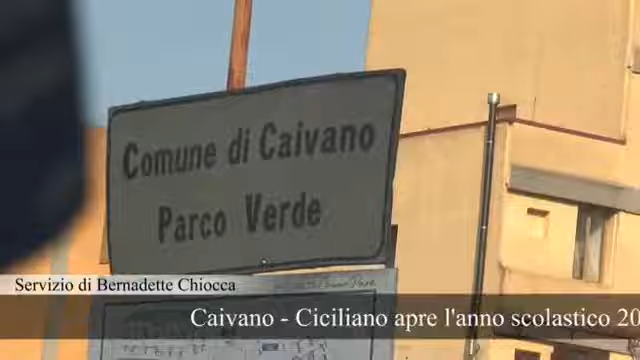 Comune di Caivano
Parco Verde
Servizio di Bernadette Chiocca
Caivano - Ciciliano apre l'anno scolastico 20